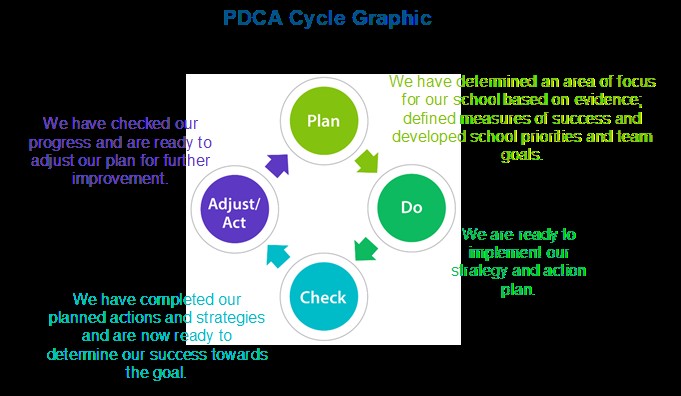 PDCA Cycle Graphic
We have determined an area of focus
for our school based on evidence;
defined measures of success and
developed school priorities and team
goals.
Plan
We have checked our
progress and are ready to
adjust our plan for further
improvement.
Adjust/
Act
Do
We are ready to
implement our
strategy and action
plan.
Check
We have completed our
planned actions and strategies
and are now ready to
determine our success towards
the goal.